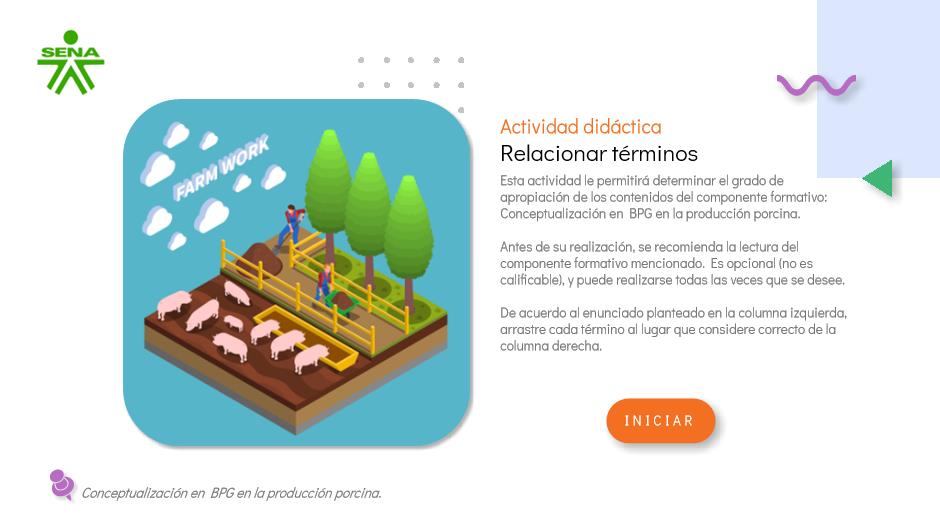 SENA
FARM WORK
Actividad didáctica
Relacionar términos
Esta actividad le permitirá determinar el grado de
apropiación de los contenidos del componente formativo:
Conceptualización en BPG en la producción porcina.
Antes de su realización, se recomienda la lectura del
componente formativo mencionado. Es opcional (no es
calificable), y puede realizarse todas las veces que se desee.
De acuerdo al enunciado planteado en la columna izquierda,
arrastre cada término al lugar que considere correcto de la
columna derecha.
INICIAR
Conceptualización en BPG en la producción porcina.